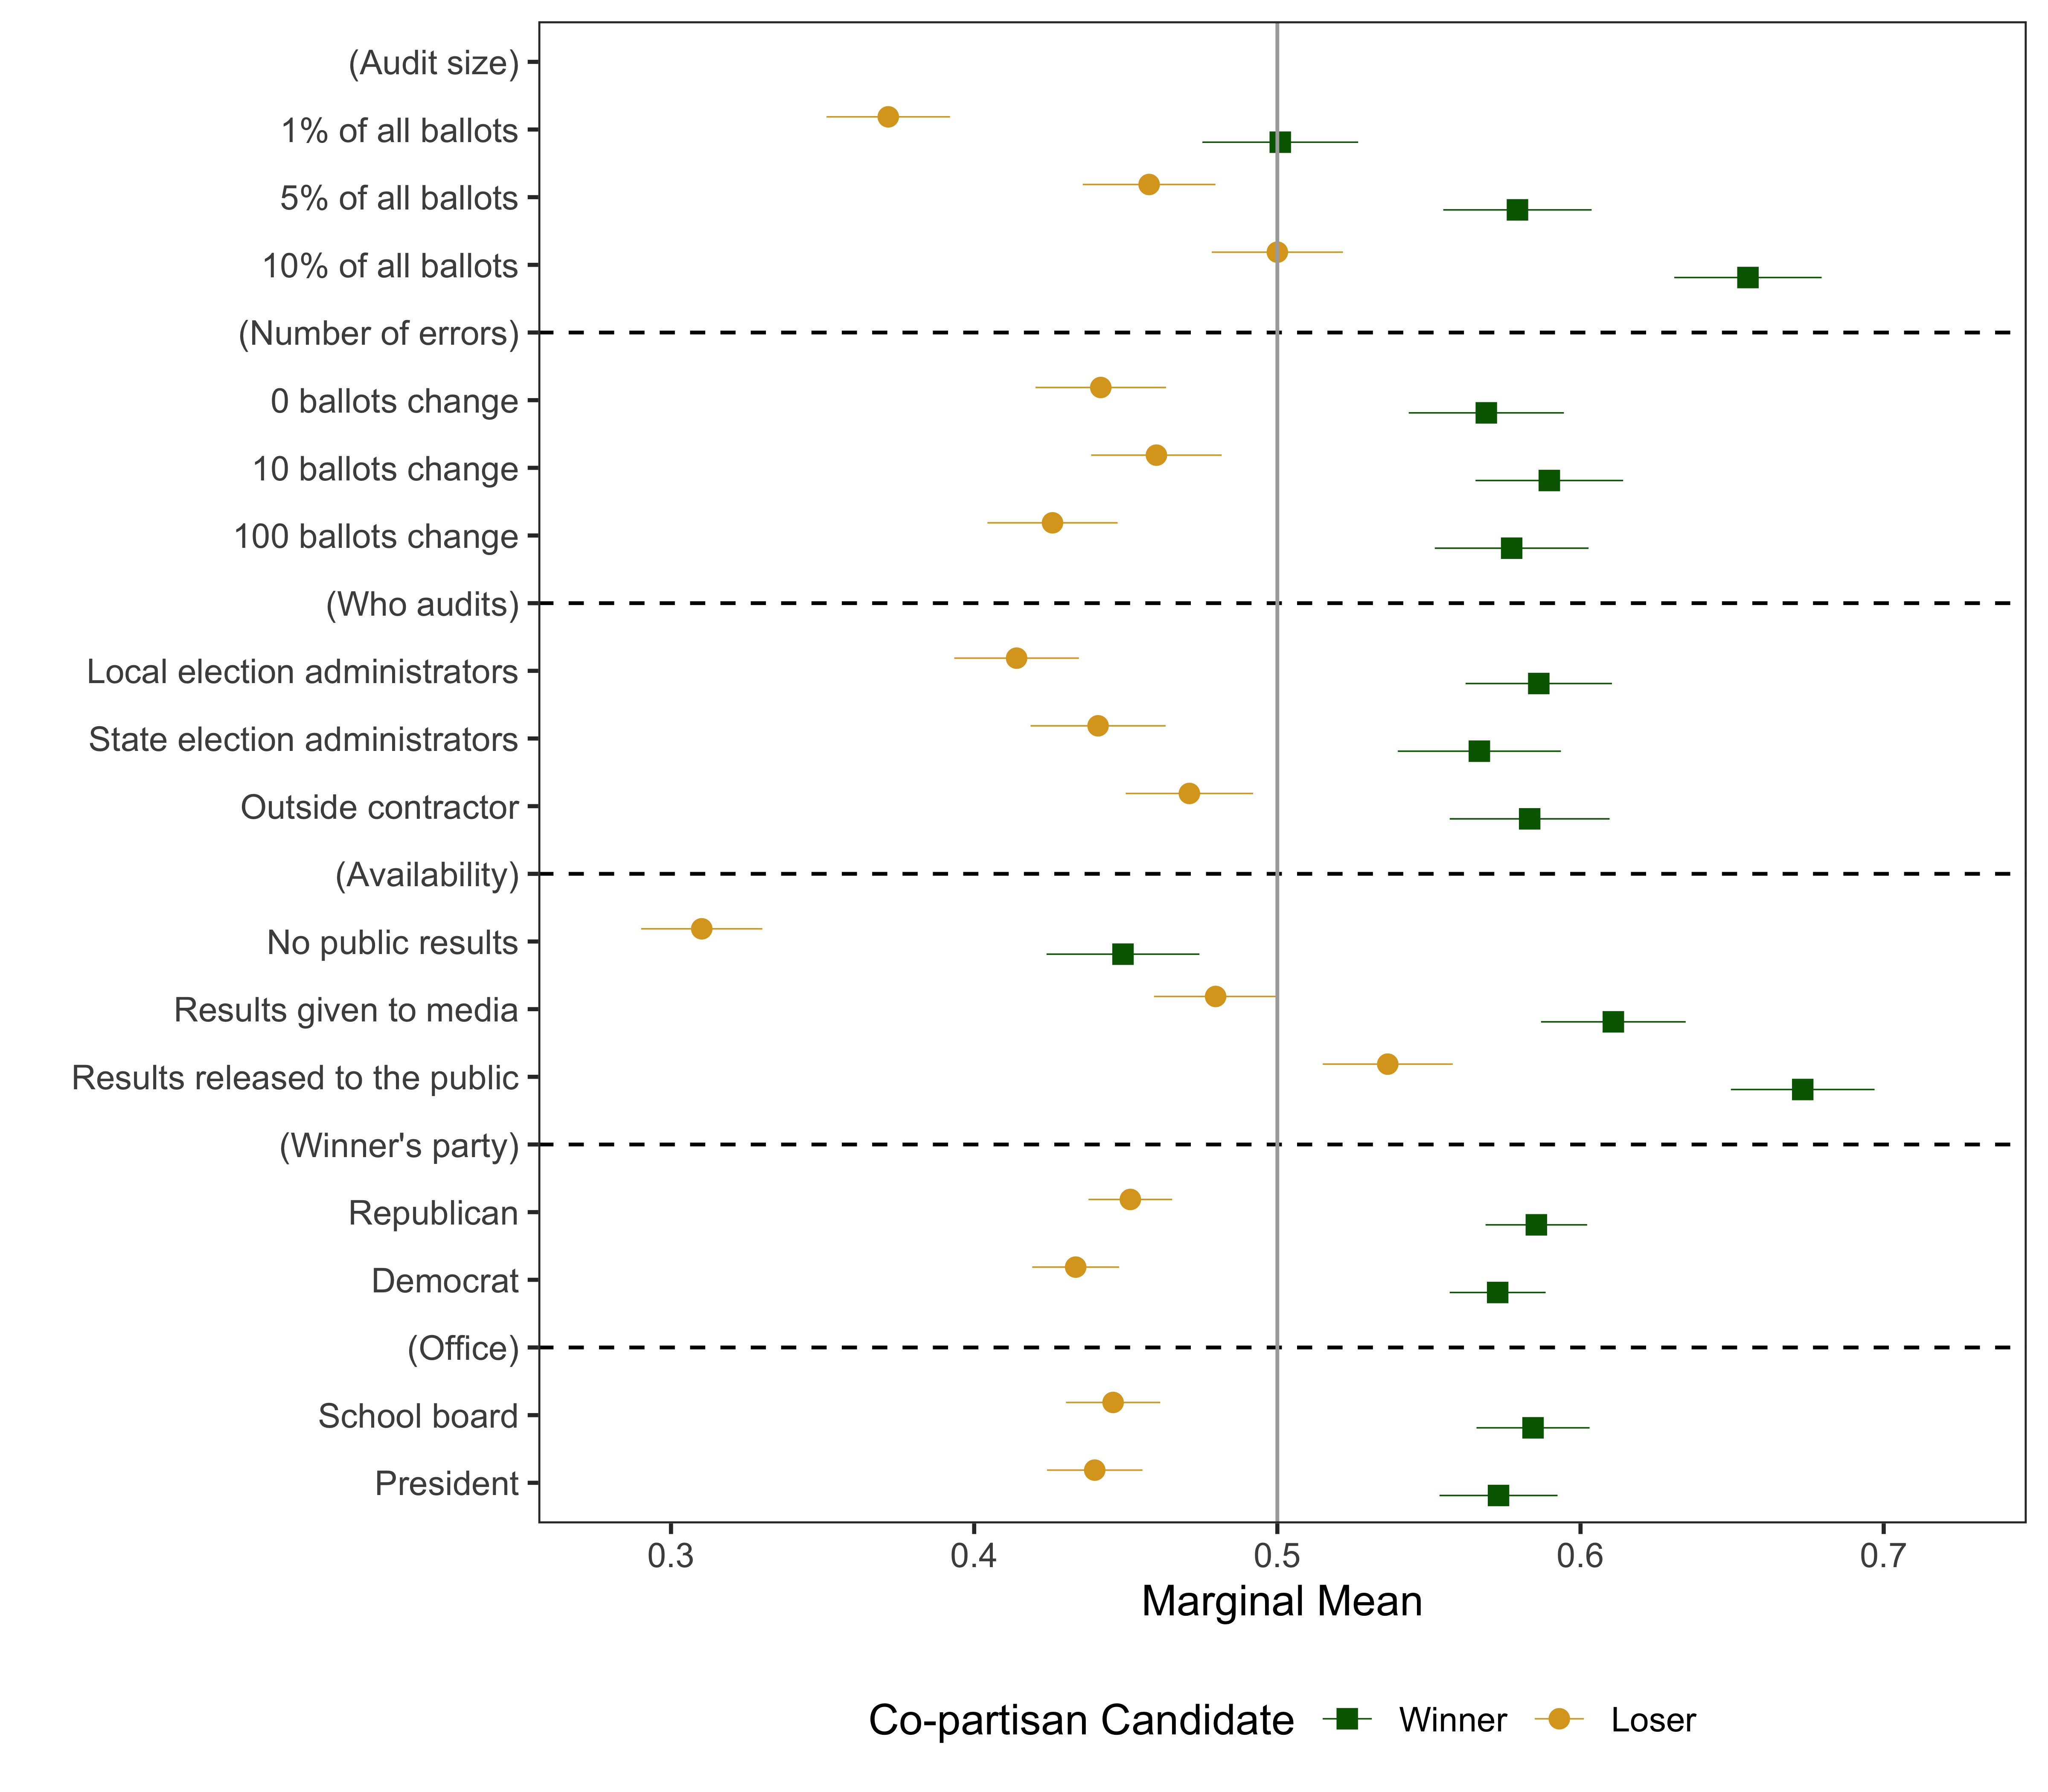 (Audit size)
1% of all ballots
5% of all ballots
10% of all ballots
(Number of errors)
0 ballots change
10 ballots change
100 ballots change
(Who audits)
Local election administrators
State election administrators
Outside contractor
(Availability)
No public results
Results given to media
Results released to the public
(Winner's party)
Republican
Democrat
(Office)
School board
President
0.3 0.4 0.5 0.6 0.7
Marginal Mean
Co-partisan Candidate Winner Loser